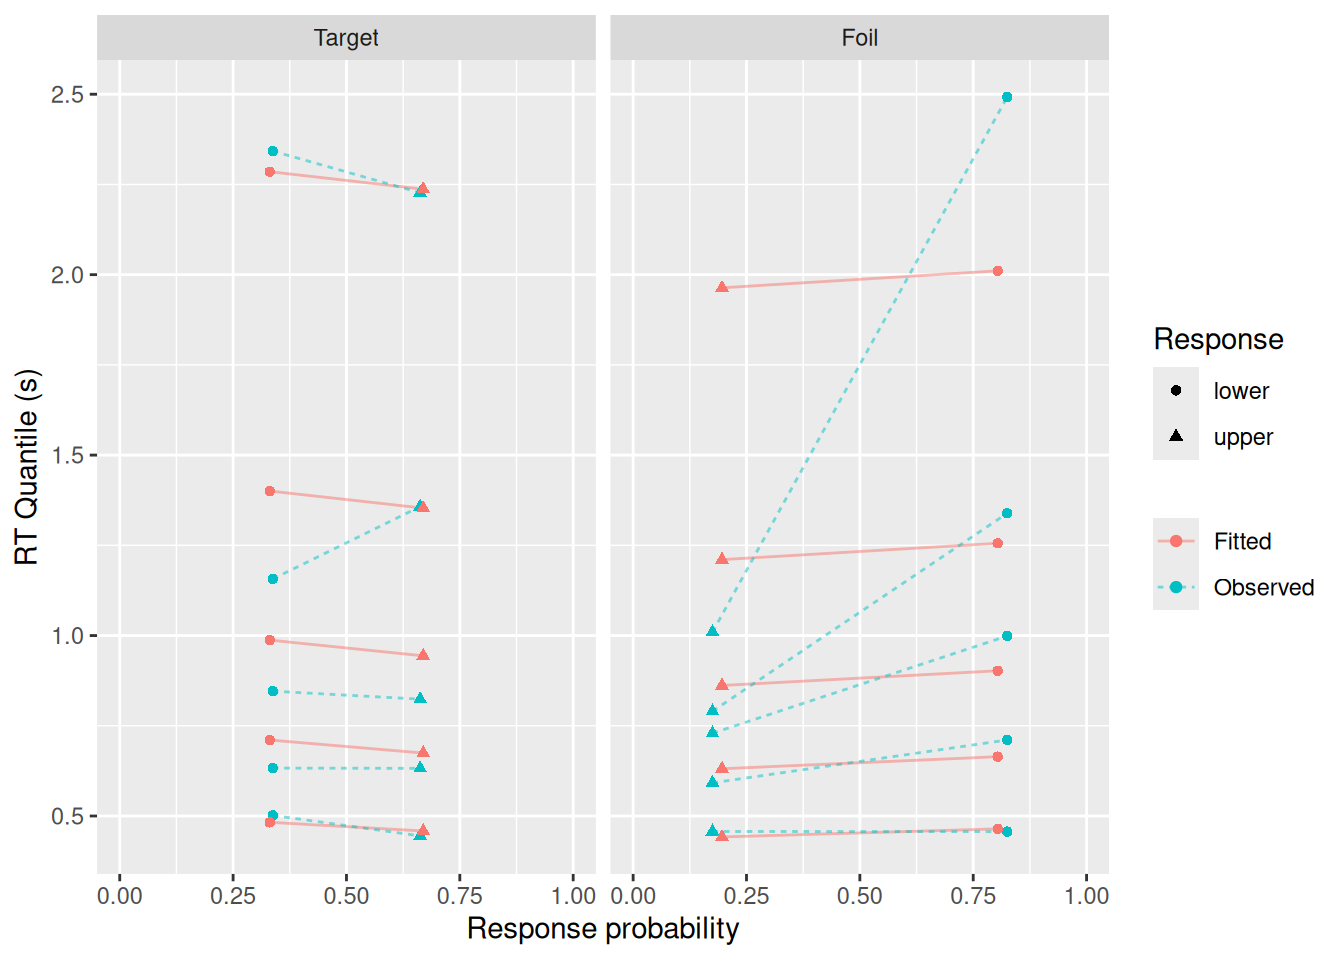 Target
Foil
2.5
2.0
1.5
1.0
0.5
RT Quantile (s)
0.00 0.25 0.50 0.75 1.00
0.00 0.25 0.50 0.75 1.00
Response probability
Response
lower
upper
Fitted
Observed